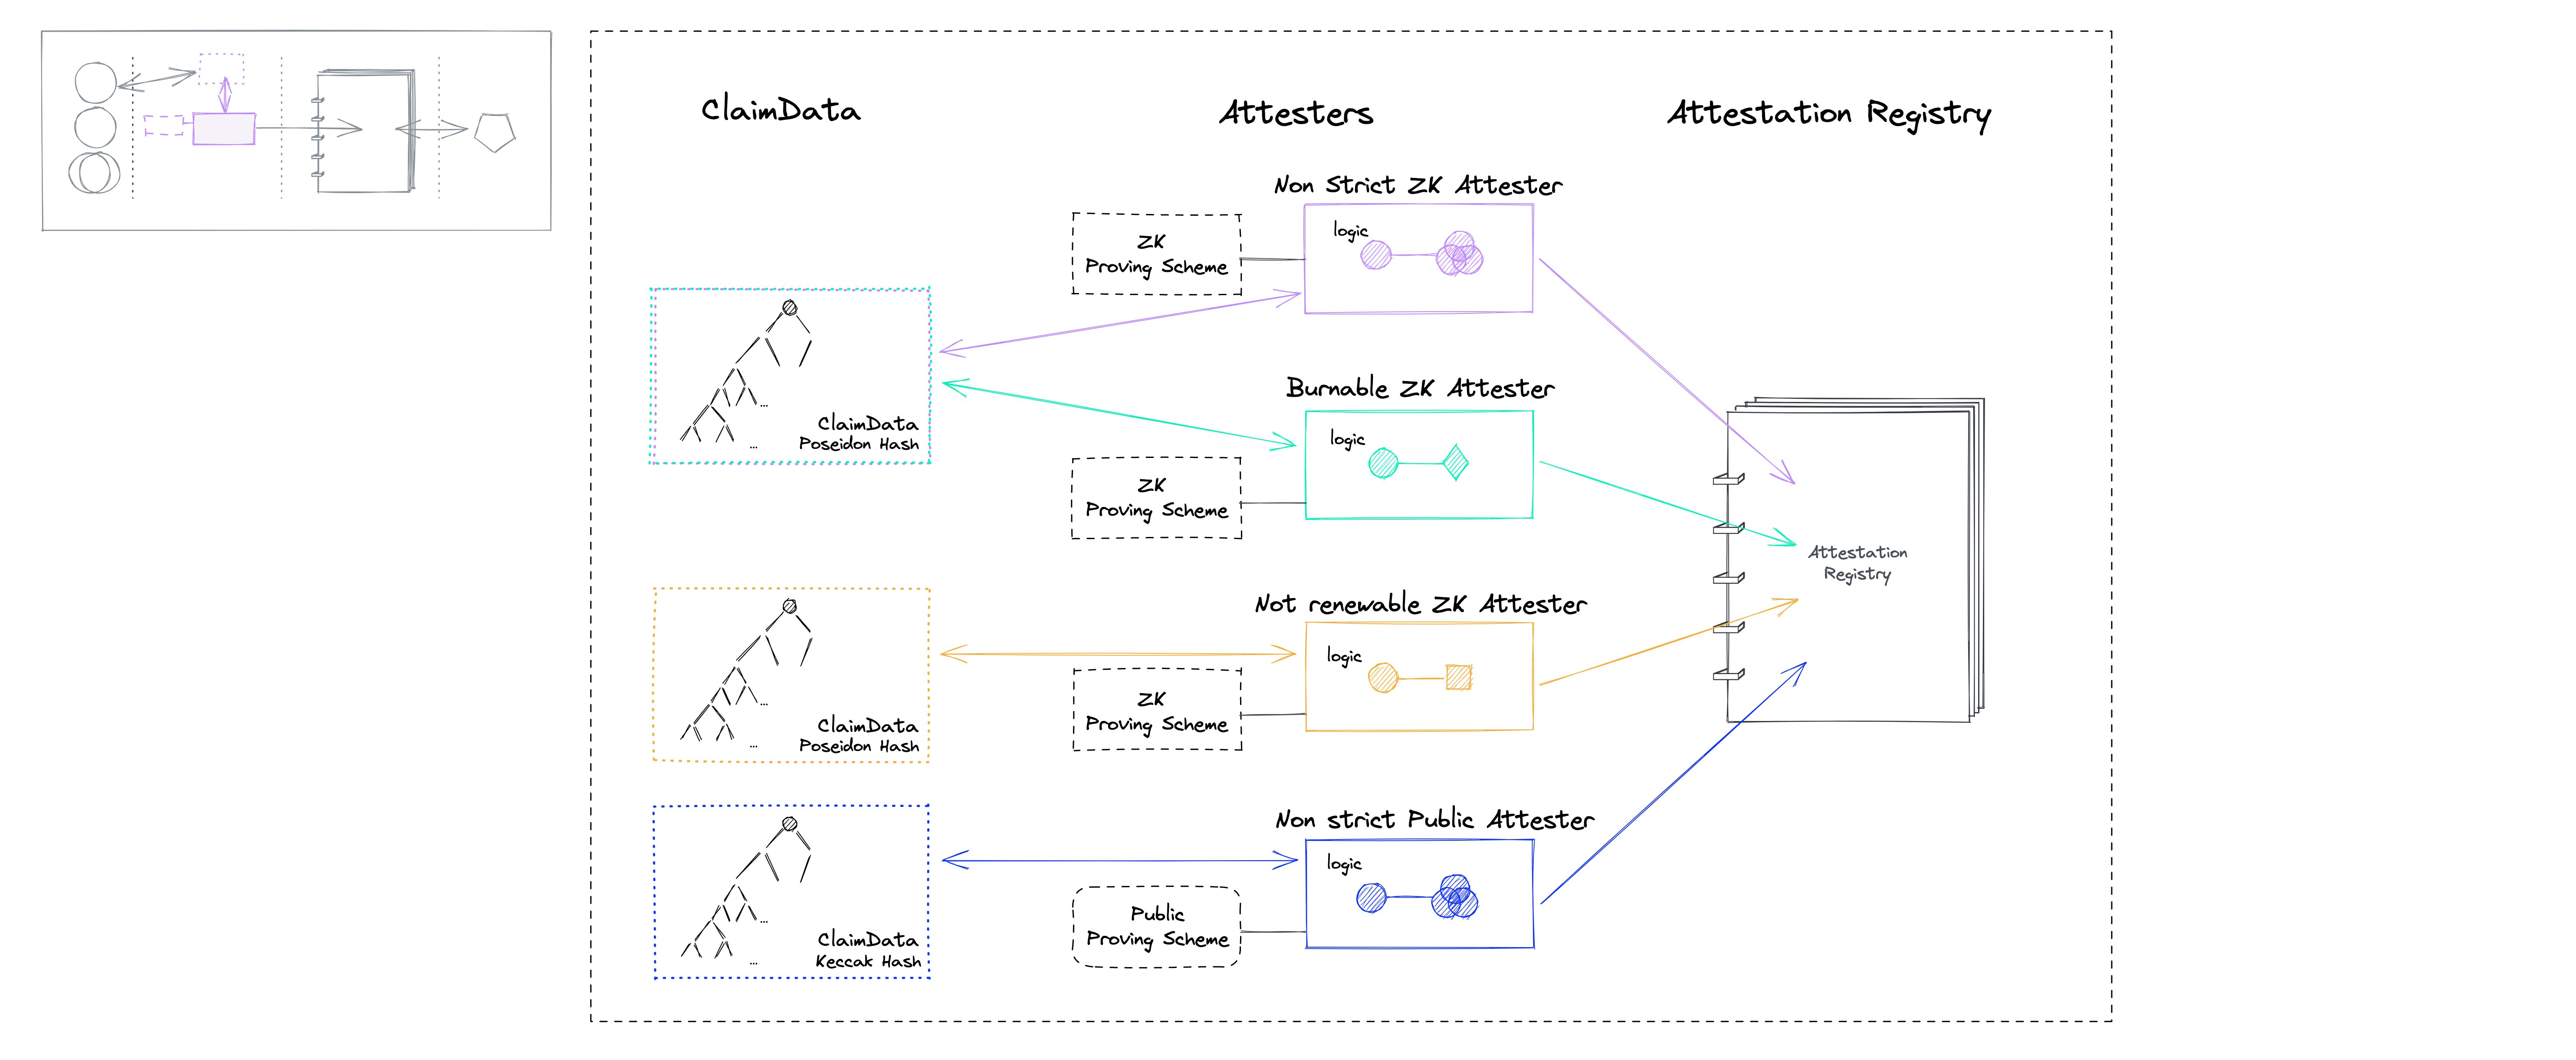 ClaimData
Attesters
Attestation Registry
Non Strict ZK Attester
ZK
Proving Scheme
logic
ClaimData
Poseidon Hash
...
...
Burnable ZK Attester
ZK
Proving Scheme
logic
Attestation
Registry
Not renewable ZK Attester
ZK
Proving Scheme
logic
...
ClaimData
Poseidon Hash
...
Non strict Public Attester
logic
Public
Proving Scheme
...
ClaimData
Keccak Hash
...